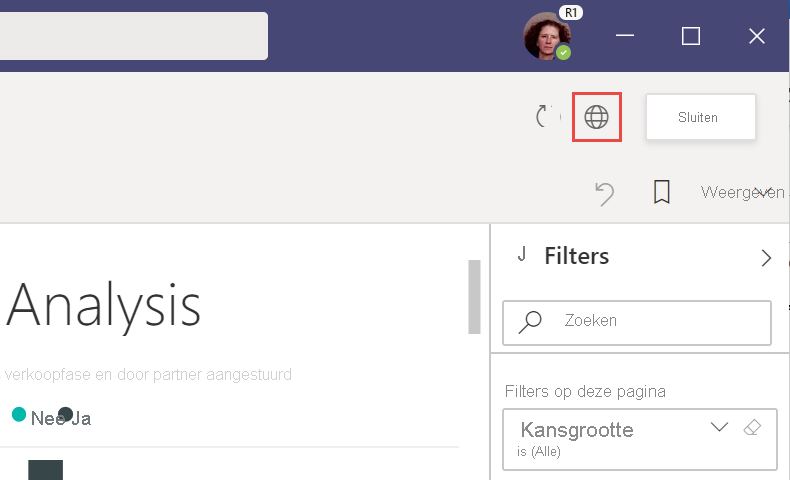 R1
Sluiten
Weergeven
Analysis
Filters
Zoeken
verkoopfase en door partner aangestuurd
Filters op deze pagina
Nee Ja
Kansgrootte
is (Alle)